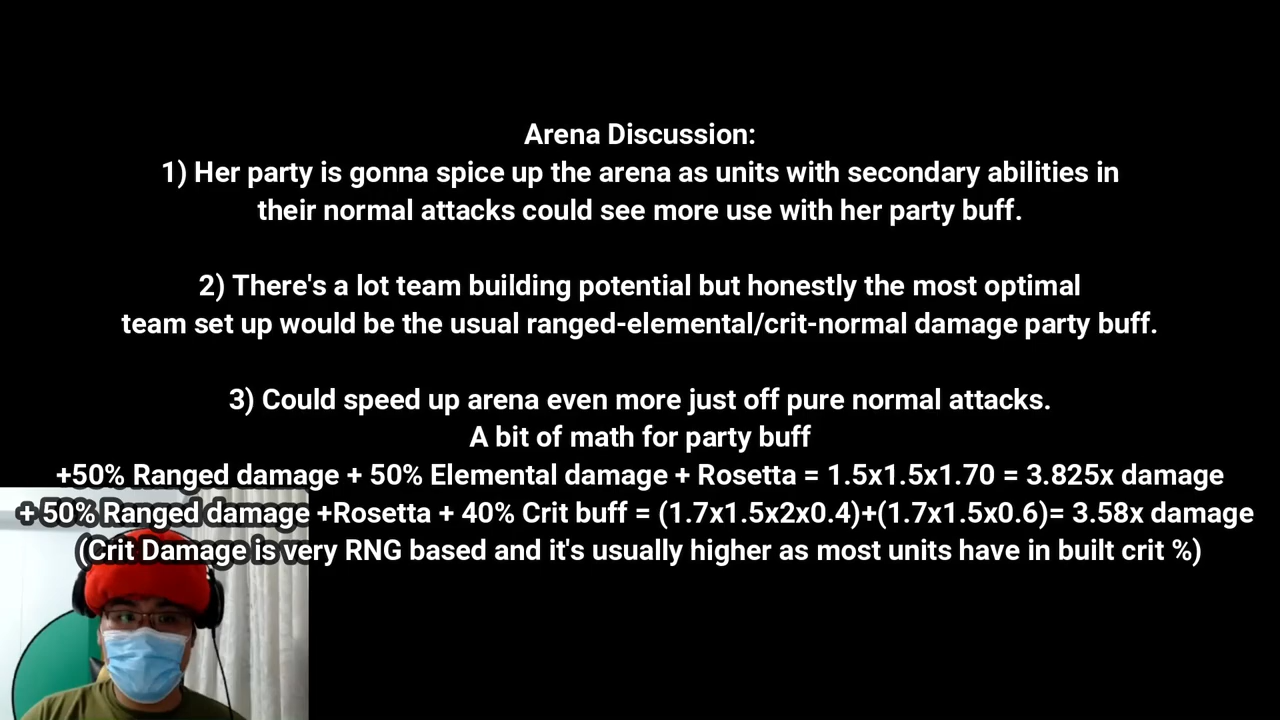 Arena Discussion:
1) Her party is gonna spice up the arena as units with secondary abilities in
their normal attacks could see more use with her party buff.
2) There's a lot team building potential but honestly the most optimal
team set up would be the usual ranged-elemental/crit-normal damage party buff.
3) Could speed up arena even more just off pure normal attacks.
A bit of math for party buff
+50% Ranged damage + 50% Elemental damage + Rosetta = 1.5x1.5x1.70 = 3.825x damage
+ 50% Ranged damage +Rosetta + 40% Crit buff = (1.7x1.5x2x0.4)+(1.7x1.5x0.6)= 3.58x damage
(Crit Damage is very RNG based and it's usually higher as most units have in built crit %)